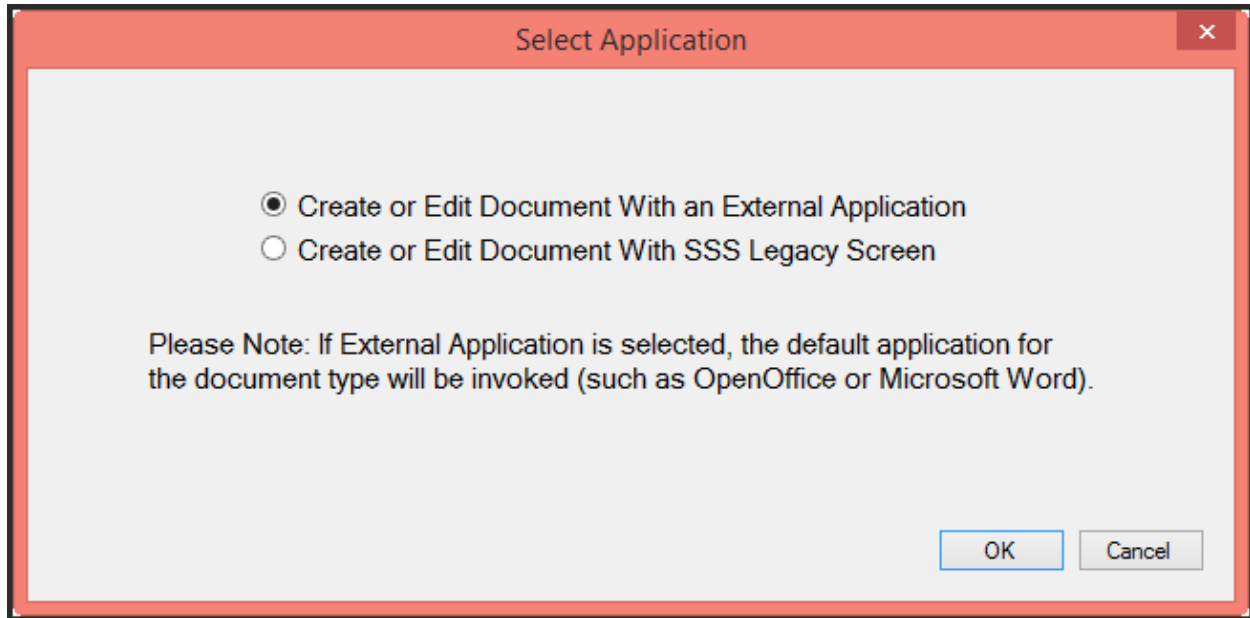 Select Application
Create or Edit Document With an External Application
Create or Edit Document With SSS Legacy Screen
Please Note: If External Application is selected, the default application for
the document type will be invoked (such as OpenOffice or Microsoft Word).
OK Cancel